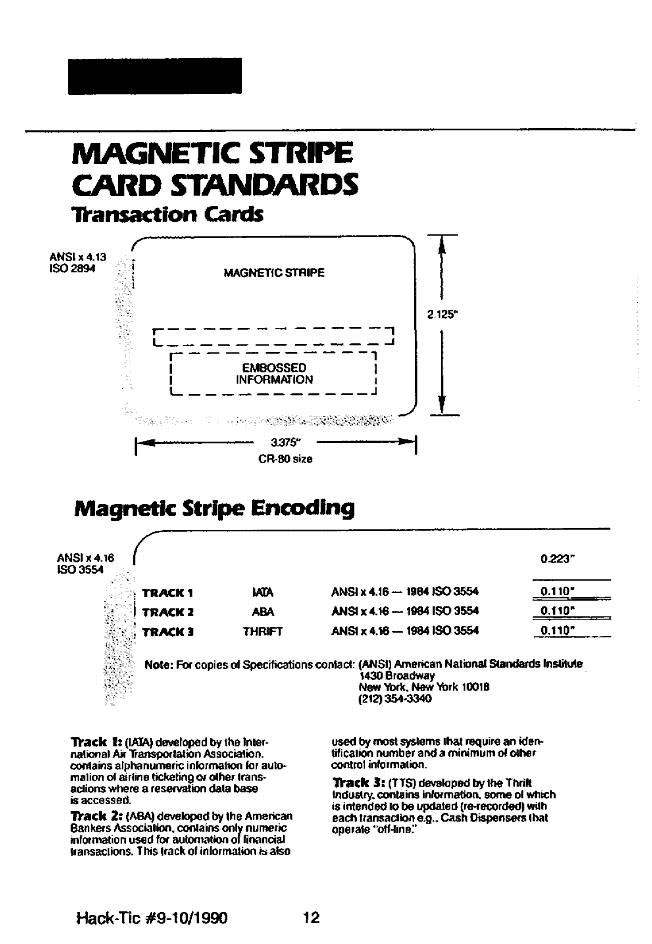 MAGNETIC STRIPE
CARD STANDARDS
Transaction Cards
ANSI x 4.13
ISO 2894
MAGNETIC STRIPE
2.125"
EMBOSSED
INFORMATION
3.375"
CR-80 size
Magnetic Stripe Encoding
ANSI x 4.16
ISO 3554
0.223"
TRACK 1 IATA ANSI x 4.16 — 1984 ISO 3554 0.110"
TRACK 2 ABA ANSI x 4.16 — 1984 ISO 3554 0.110"
TRACK 3 THRIFT ANSI x 4.16 — 1984 ISO 3554 0.110"
Note: For copies of Specifications contact: (ANSI) American National Standards Institute
1430 Broadway
New York, New York 10018
(212) 354-3340
Track 1: (IATA) developed by the Inter-
national Air Transportation Association,
contains alphanumeric information for auto-
mation of airline ticketing or other trans-
actions where a reservation data base
is accessed.
Track 2: (ABA) developed by the American
Bankers Association, contains only numeric
information used for automation of financial
transactions. This track of information is also
used by most systems that require an iden-
tification number and a minimum of other
control information.
Track 3: (TTS) developed by the Thrift
Industry, contains information, some of which
is intended to be updated (re-recorded) with
each transaction e.g., Cash Dispensers that
operate "off-line."
Hack-Tic #9-10/1990 12